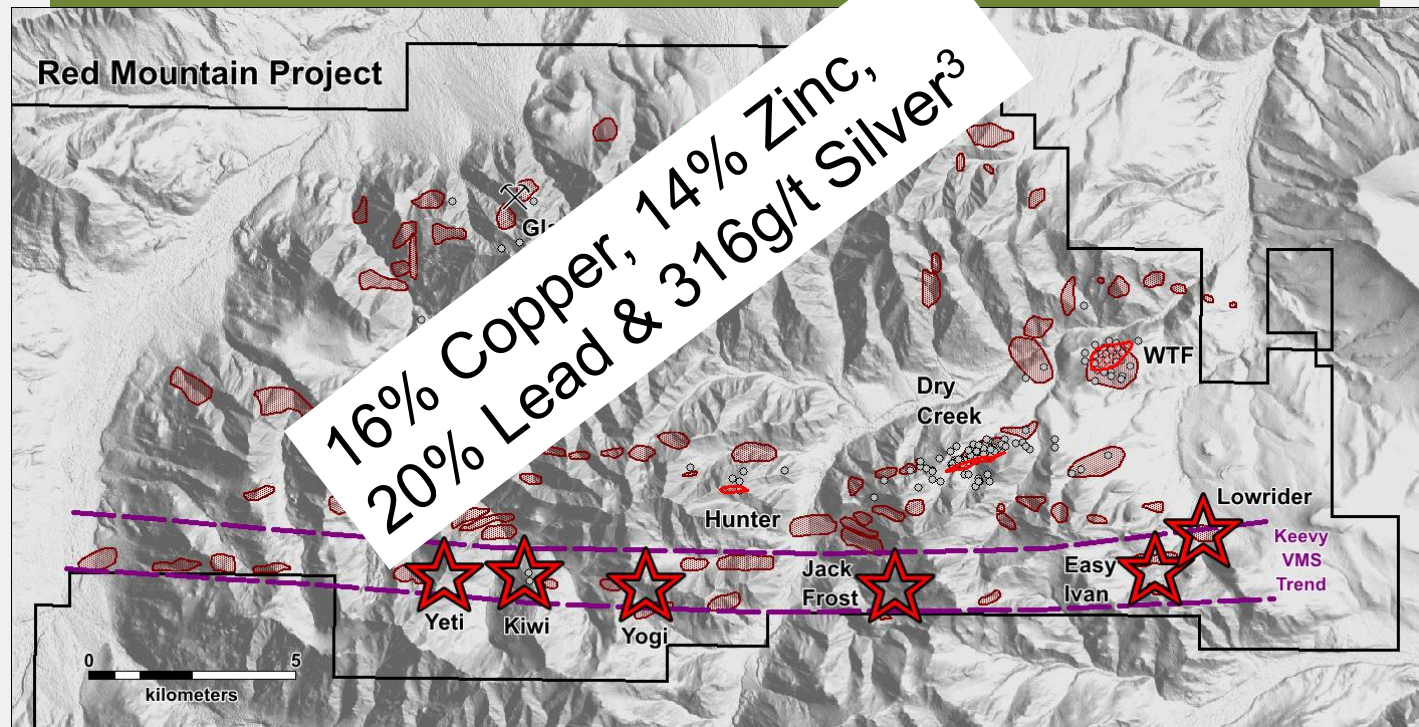 Red Mountain Project
16% Copper, 14% Zinc,
20% Lead & 316g/t Silver3
WTF
Dry
Creek
Hunter
Lowrider
Keevy
VMS
Trend
Easy
Ivan
Jack
Frost
Yeti
Kiwi
Yogi
0 5
kilometers